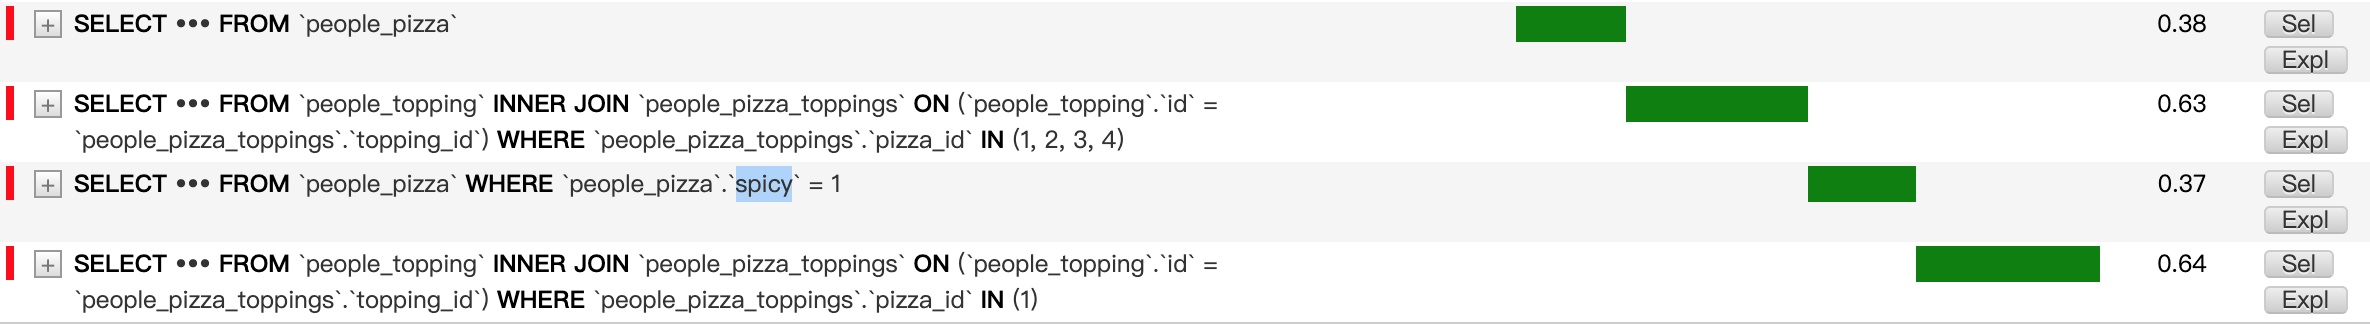 + SELECT ••• FROM `people_pizza` 0.38 Sel
Expl
+ SELECT ••• FROM `people_topping` INNER JOIN `people_pizza_toppings` ON (`people_topping`.`id` = 0.63 Sel
`people_pizza_toppings`.`topping_id`) WHERE `people_pizza_toppings`.`pizza_id` IN (1, 2, 3, 4) Expl
+ SELECT ••• FROM `people_pizza` WHERE `people_pizza`.`spicy` = 1 0.37 Sel
Expl
+ SELECT ••• FROM `people_topping` INNER JOIN `people_pizza_toppings` ON (`people_topping`.`id` = 0.64 Sel
`people_pizza_toppings`.`topping_id`) WHERE `people_pizza_toppings`.`pizza_id` IN (1) Expl